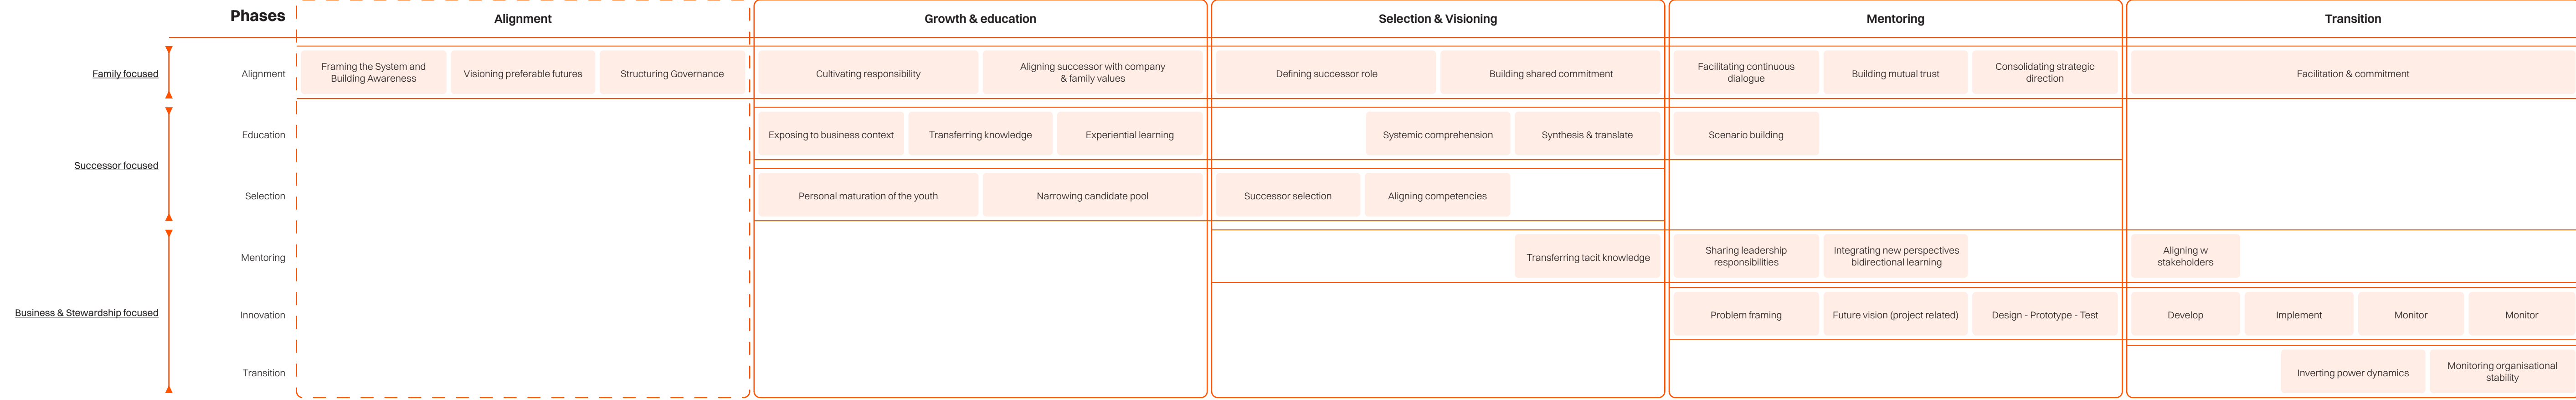 Phases
Alignment
Growth & education
Selection & Visioning
Mentoring
Transition
Family focused
Alignment
Framing the System and
Building Awareness
Visioning preferable futures
Structuring Governance
Cultivating responsibility
Aligning successor with company
& family values
Defining successor role
Building shared commitment
Facilitating continuous
dialogue
Building mutual trust
Consolidating strategic
direction
Facilitation & commitment
Successor focused
Education
Exposing to business context
Transferring knowledge
Experiential learning
Systemic comprehension
Synthesis & translate
Scenario building
Selection
Personal maturation of the youth
Narrowing candidate pool
Successor selection
Aligning competencies
Business & Stewardship focused
Mentoring
Transferring tacit knowledge
Sharing leadership
responsibilities
Integrating new perspectives
bidirectional learning
Aligning w
stakeholders
Innovation
Problem framing
Future vision (project related)
Design - Prototype - Test
Develop
Implement
Monitor
Monitor
Transition
Inverting power dynamics
Monitoring organisational
stability